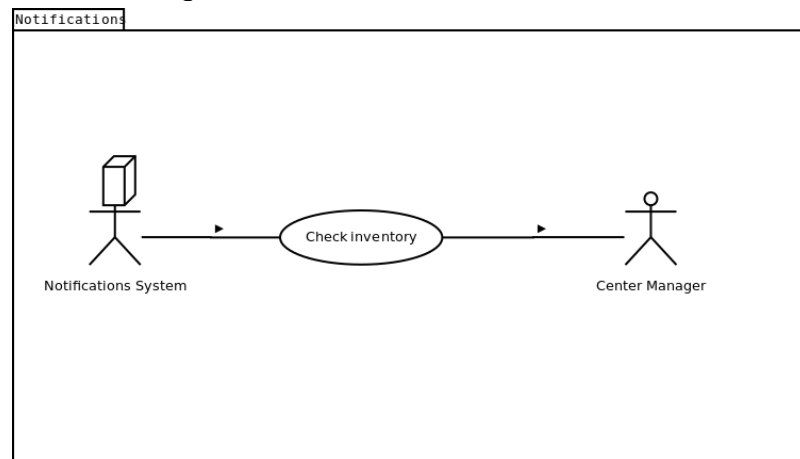 Notifications
Check inventory
Notifications System
Center Manager